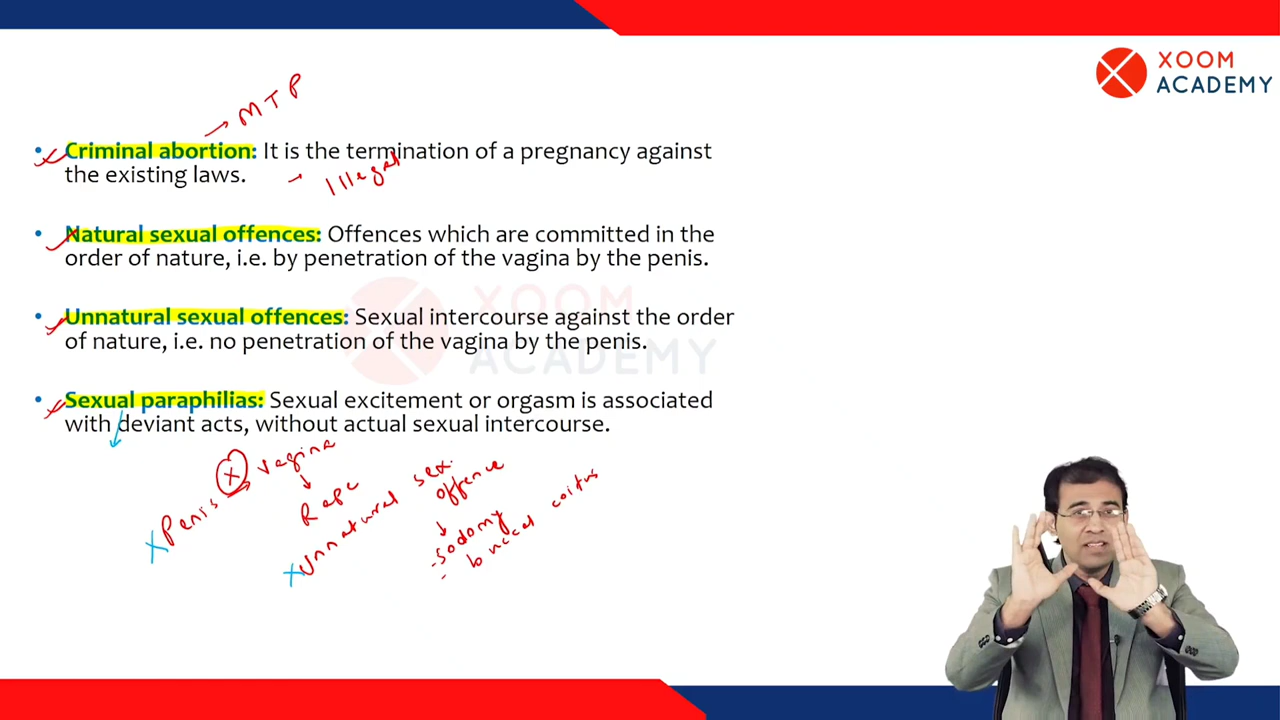 XOOM
ACADEMY
→ MTP
• Criminal abortion: It is the termination of a pregnancy against
the existing laws.
- Illegal
• Natural sexual offences: Offences which are committed in the
order of nature, i.e. by penetration of the vagina by the penis.
• Unnatural sexual offences: Sexual intercourse against the order
of nature, i.e. no penetration of the vagina by the penis.
XOOM
ACADEMY
• Sexual paraphilias: Sexual excitement or orgasm is associated
with deviant acts, without actual sexual intercourse.
X Penis X vagina
↓
Rape
X Unnatural sex. offence
↓
- Sodomy
- buccal coitus